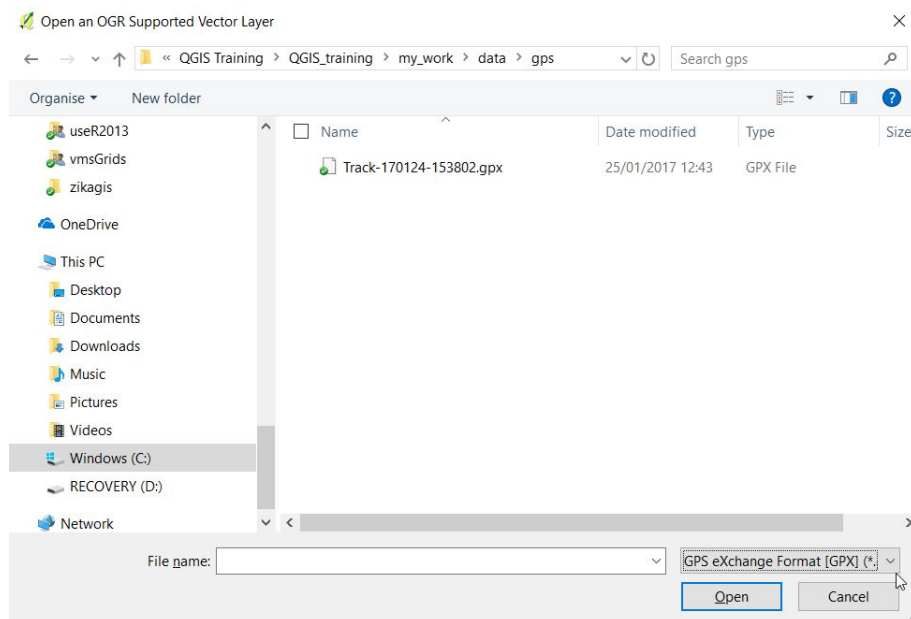 Open an OGR Supported Vector Layer
« QGIS Training > QGIS_training > my_work > data > gps
Search gps
Organise
New folder
useR2013
vmsGrids
zikagis
OneDrive
This PC
Desktop
Documents
Downloads
Music
Pictures
Videos
Windows (C:)
RECOVERY (D:)
Network
Name Date modified Type Size
Track-170124-153802.gpx 25/01/2017 12:43 GPX File
File name: GPS eXchange Format [GPX] (*.
Open Cancel